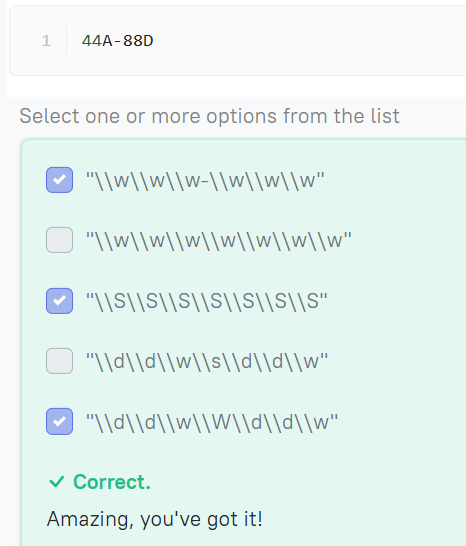 1 44A-88D
Select one or more options from the list
"\\w\\w\\w-\\w\\w\\w"
"\\w\\w\\w\\w\\w\\w\\w"
"\\S\\S\\S\\S\\S\\S\\S"
"\\d\\d\\w\\s\\d\\d\\w"
"\\d\\d\\w\\W\\d\\d\\w"
Correct.
Amazing, you've got it!